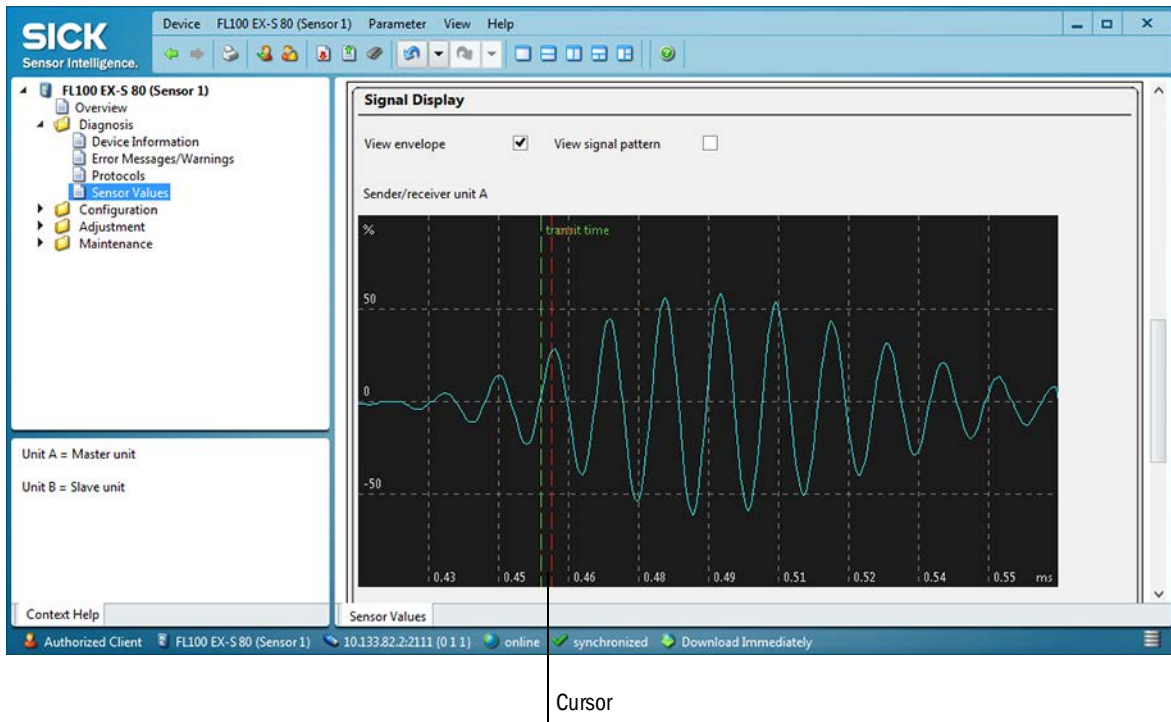 SICK
Sensor Intelligence.
Device FL100 EX-S 80 (Sensor 1) Parameter View Help
FL100 EX-S 80 (Sensor 1)
Overview
Diagnosis
Device Information
Error Messages/Warnings
Protocols
Sensor Values
Configuration
Adjustment
Maintenance
Unit A = Master unit
Unit B = Slave unit
Context Help
Signal Display
View envelope View signal pattern
Sender/receiver unit A
%
transit time
50
0
-50
0.43 0.45 0.46 0.48 0.49 0.51 0.52 0.54 0.55 ms
Sensor Values
Authorized Client FL100 EX-S 80 (Sensor 1) 10.133.82.2:2111 (0 1 1) online synchronized Download Immediately
Cursor